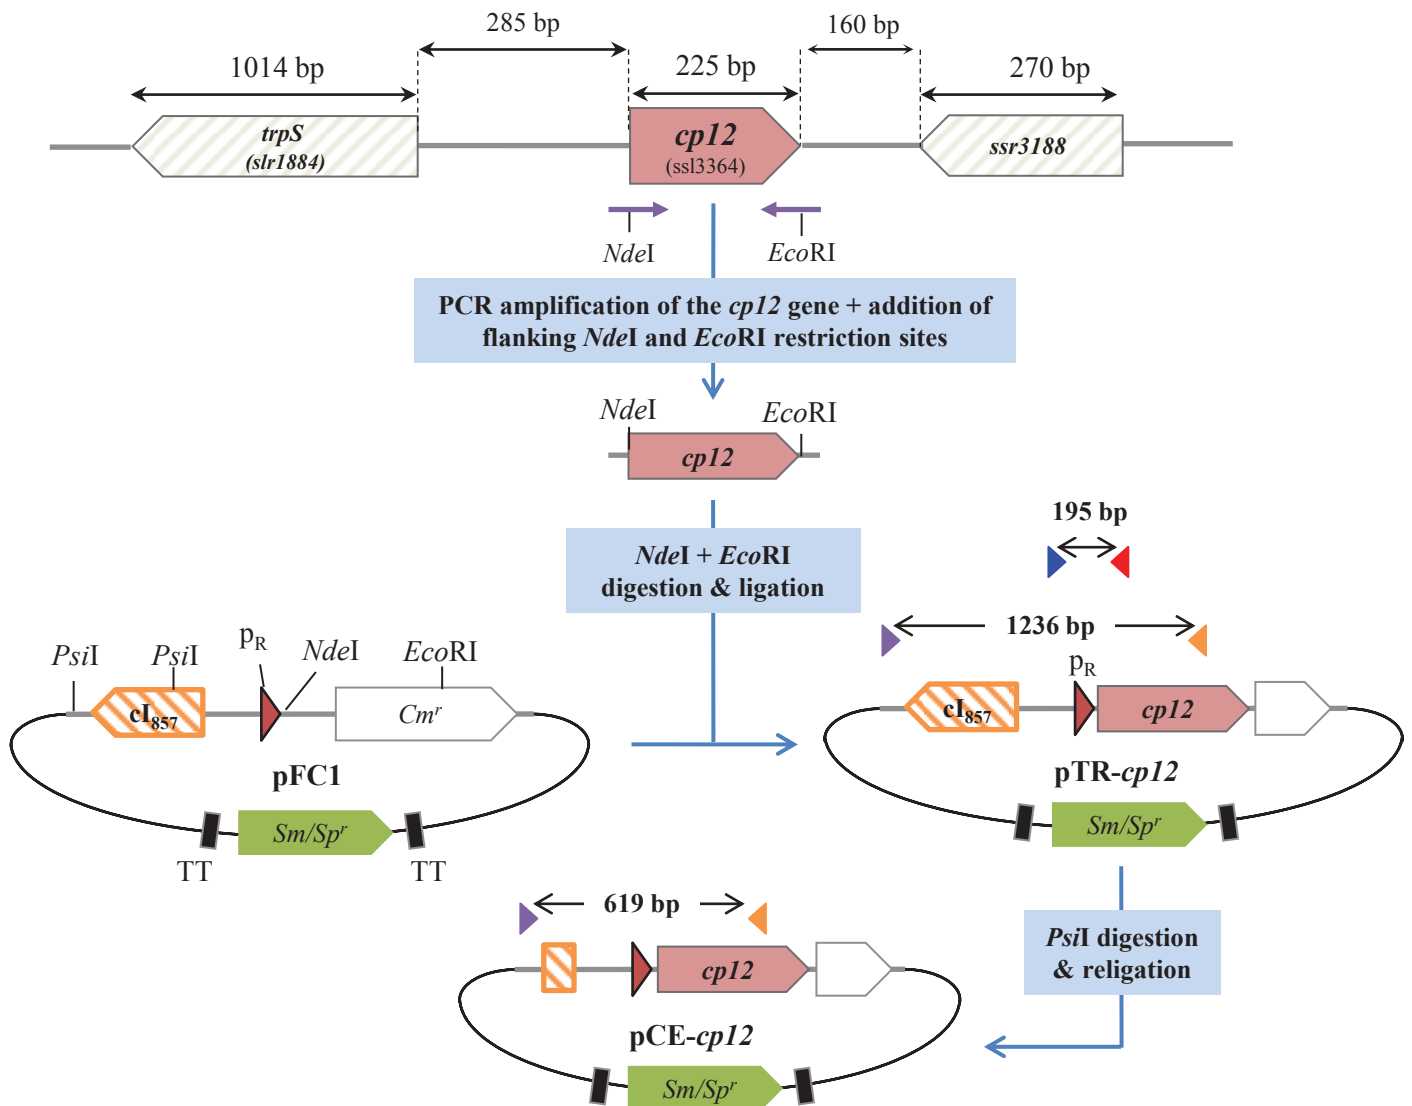 285 bp
160 bp
1014 bp
225 bp
270 bp
trpS
(slr1884)
cp12
(ssl3364)
ssr3188
NdeI
EcoRI
PCR amplification of the cp12 gene + addition of
flanking NdeI and EcoRI restriction sites
NdeI
EcoRI
cp12
195 bp
NdeI + EcoRI
digestion & ligation
1236 bp
PsiI
PsiI
pR
NdeI
EcoRI
cI857
Cmr
pFC1
Sm/Spr
TT
TT
pR
cI857
cp12
pTR-cp12
Sm/Spr
619 bp
PsiI digestion
& religation
cp12
pCE-cp12
Sm/Spr